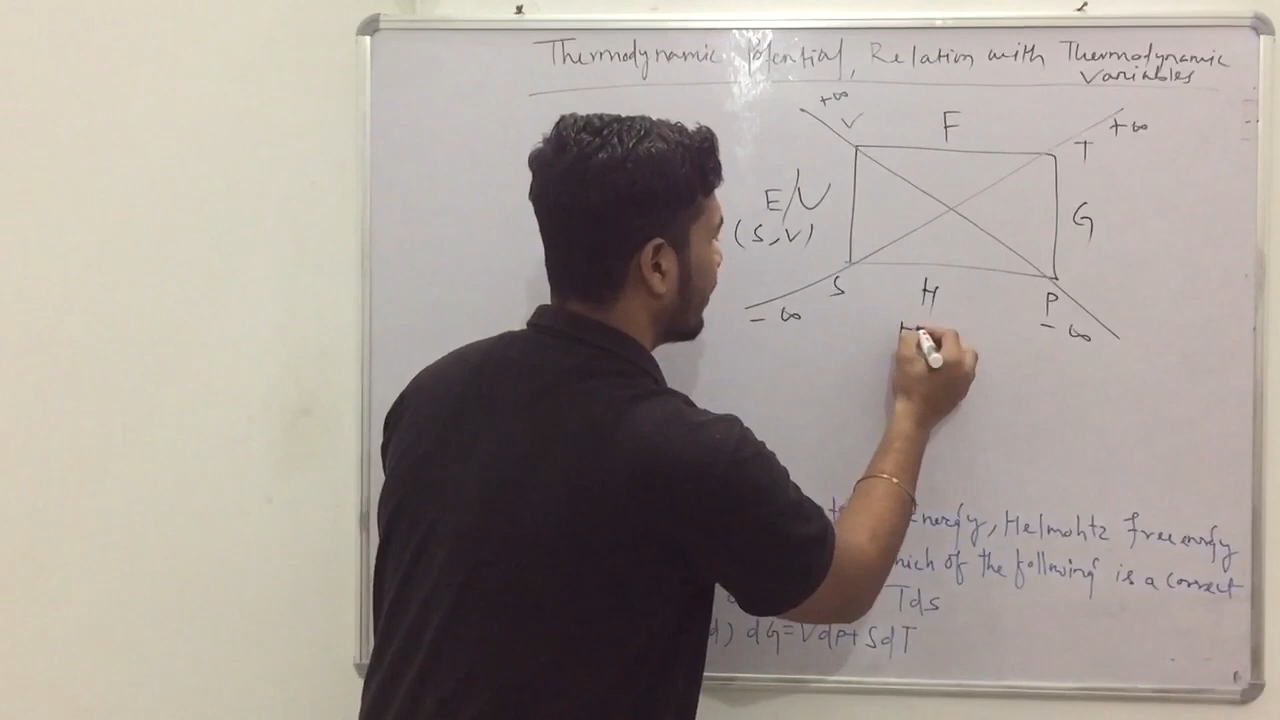 Thermodynamic Potential, Relation with Thermodynamic
Variables
+∞
V
F
T
+∞
E/U
(S,V)
G
S
H
P
-∞
-∞
H
Energy, Helmohtz free energy
of the following is a correct
Tds
d) dG=Vdp+SdT